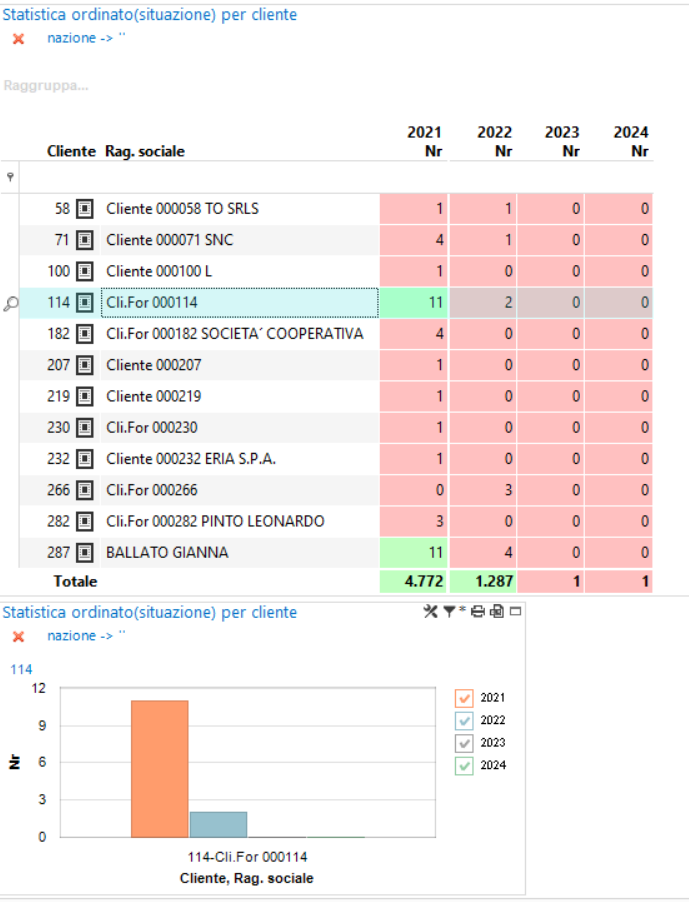 Statistica ordinato(situazione) per cliente
nazione -> ''
Raggruppa...
2021 2022 2023 2024
Cliente Rag. sociale Nr Nr Nr Nr
58 Cliente 000058 TO SRLS 1 1 0 0
71 Cliente 000071 SNC 4 1 0 0
100 Cliente 000100 L 1 0 0 0
114 Cli.For 000114 11 2 0 0
182 Cli.For 000182 SOCIETA´ COOPERATIVA 4 0 0 0
207 Cliente 000207 1 0 0 0
219 Cliente 000219 1 0 0 0
230 Cli.For 000230 1 0 0 0
232 Cliente 000232 ERIA S.P.A. 1 0 0 0
266 Cli.For 000266 0 3 0 0
282 Cli.For 000282 PINTO LEONARDO 3 0 0 0
287 BALLATO GIANNA 11 4 0 0
Totale 4.772 1.287 1 1
Statistica ordinato(situazione) per cliente
nazione -> ''
114
12
9
6
3
0
Nr
114-Cli.For 000114
Cliente, Rag. sociale
2021
2022
2023
2024